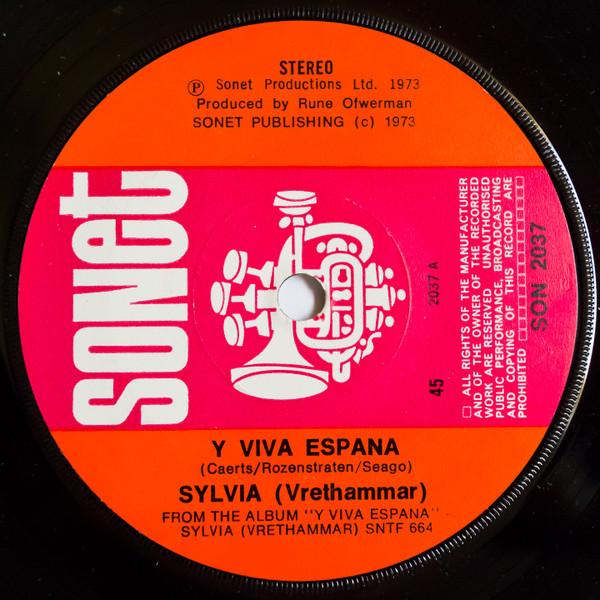 STEREO
Ⓟ Sonet Productions Ltd. 1973
Produced by Rune Ofwerman
SONET PUBLISHING (c) 1973
sonet
2037 A
45
ALL RIGHTS OF THE MANUFACTURER
AND OF THE OWNER OF THE RECORDED
WORK ARE RESERVED. UNAUTHORISED
PUBLIC PERFORMANCE, BROADCASTING
AND COPYING OF THIS RECORD ARE
PROHIBITED
SON 2037
Y VIVA ESPANA
(Caerts/Rozenstraten/Seago)
SYLVIA (Vrethammar)
FROM THE ALBUM "Y VIVA ESPANA"
SYLVIA (VRETHAMMAR) SNTF 664